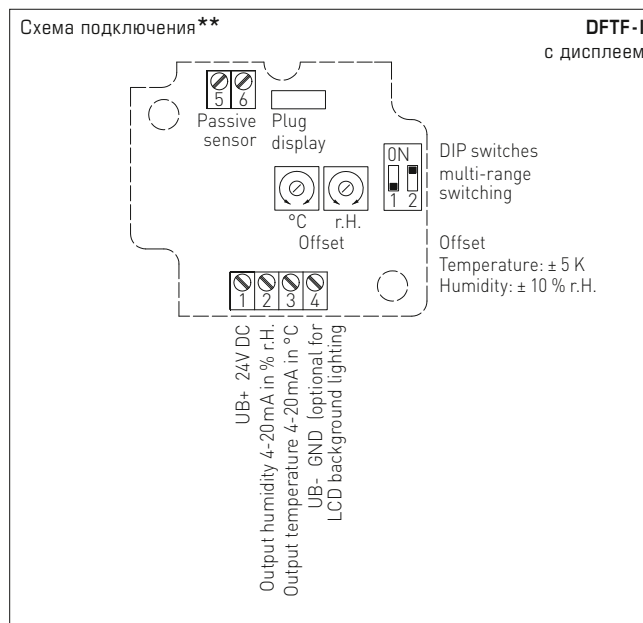 Схема подключения**
DFTF-I
с дисплеем
5 6
Passive
sensor
Plug
display
ON
1 2
DIP switches
multi-range
switching
°C r.H.
Offset
Offset
Temperature: ± 5 K
Humidity: ± 10 % r.H.
1 2 3 4
UB+ 24V DC
Output humidity 4-20mA in % r.H.
Output temperature 4-20mA in °C
UB- GND (optional for
LCD background lighting